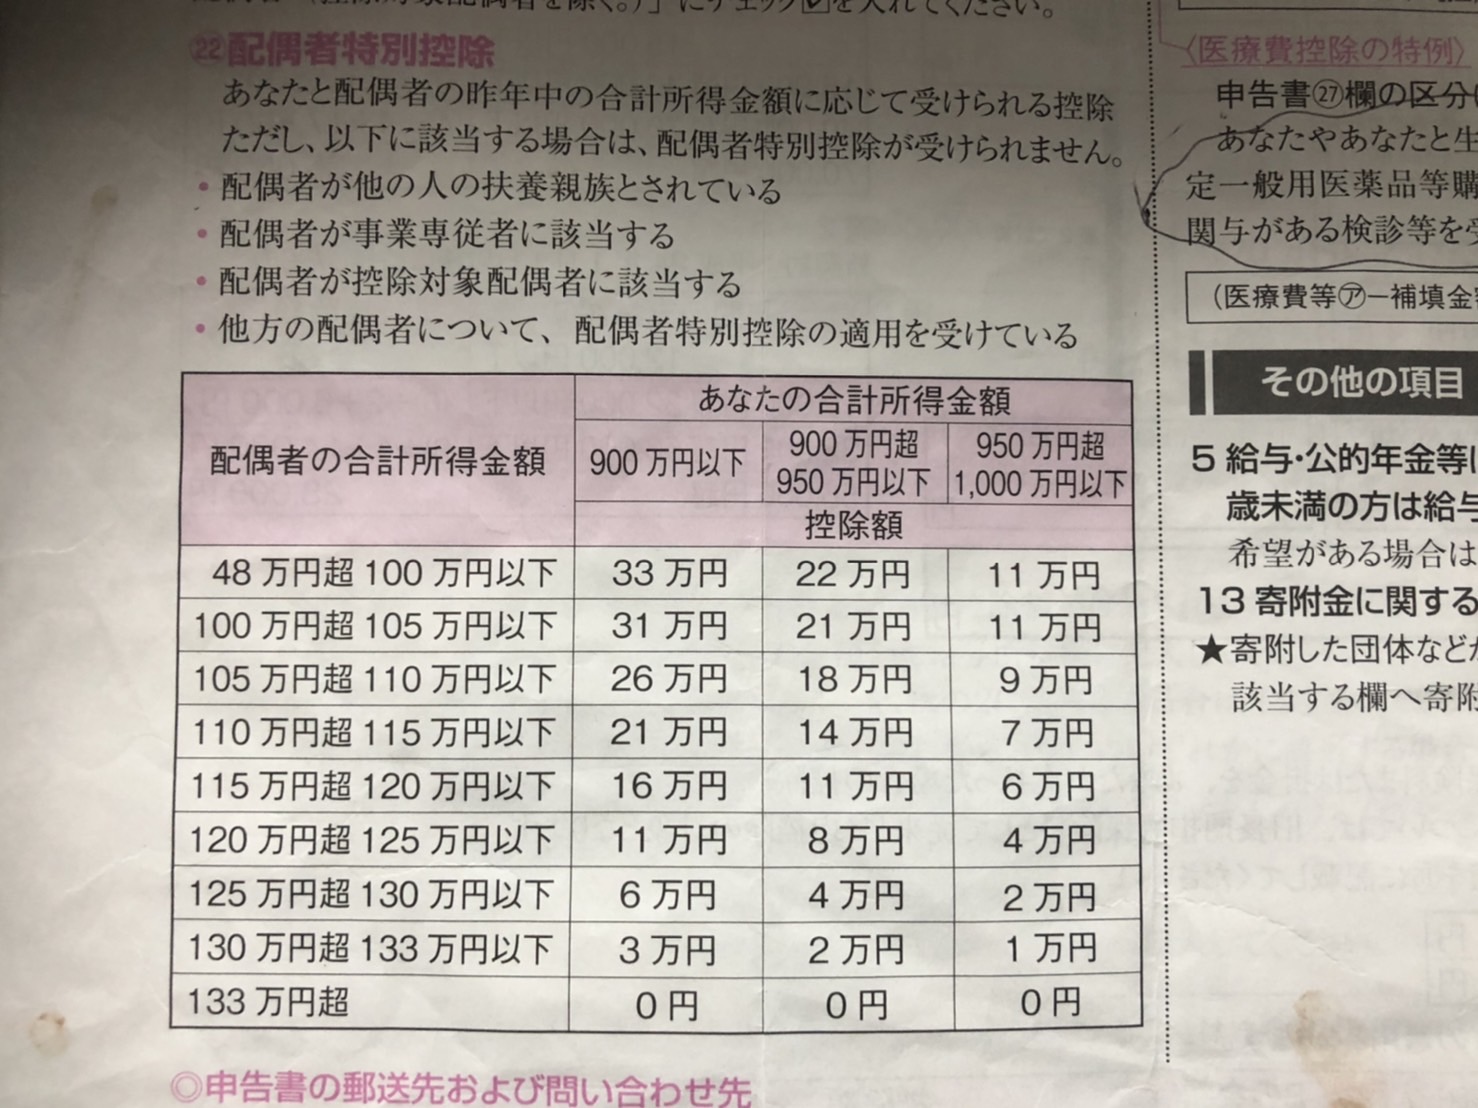 配偶者（控除対象配偶者を除く。）」にチェック☑を入れてください。
㉒配偶者特別控除
あなたと配偶者の昨年中の合計所得金額に応じて受けられる控除
ただし、以下に該当する場合は、配偶者特別控除が受けられません。
・配偶者が他の人の扶養親族とされている
・配偶者が事業専従者に該当する
・配偶者が控除対象配偶者に該当する
・他方の配偶者について、配偶者特別控除の適用を受けている
配偶者の合計所得金額
あなたの合計所得金額
900万円以下
900万円超
950万円以下
950万円超
1,000万円以下
控除額
48万円超100万円以下 33万円 22万円 11万円
100万円超105万円以下 31万円 21万円 11万円
105万円超110万円以下 26万円 18万円 9万円
110万円超115万円以下 21万円 14万円 7万円
115万円超120万円以下 16万円 11万円 6万円
120万円超125万円以下 11万円 8万円 4万円
125万円超130万円以下 6万円 4万円 2万円
130万円超133万円以下 3万円 2万円 1万円
133万円超 0円 0円 0円
◎申告書の郵送先および問い合わせ先
〈医療費控除の特例〉
申告書㉗欄の区分
あなたやあなたと生
定一般用医薬品等購
関与がある検診等を受
（医療費等㋐－補填金
その他の項目
5 給与・公的年金等
歳未満の方は給与
希望がある場合は
13 寄附金に関する
★寄附した団体など
該当する欄へ寄附